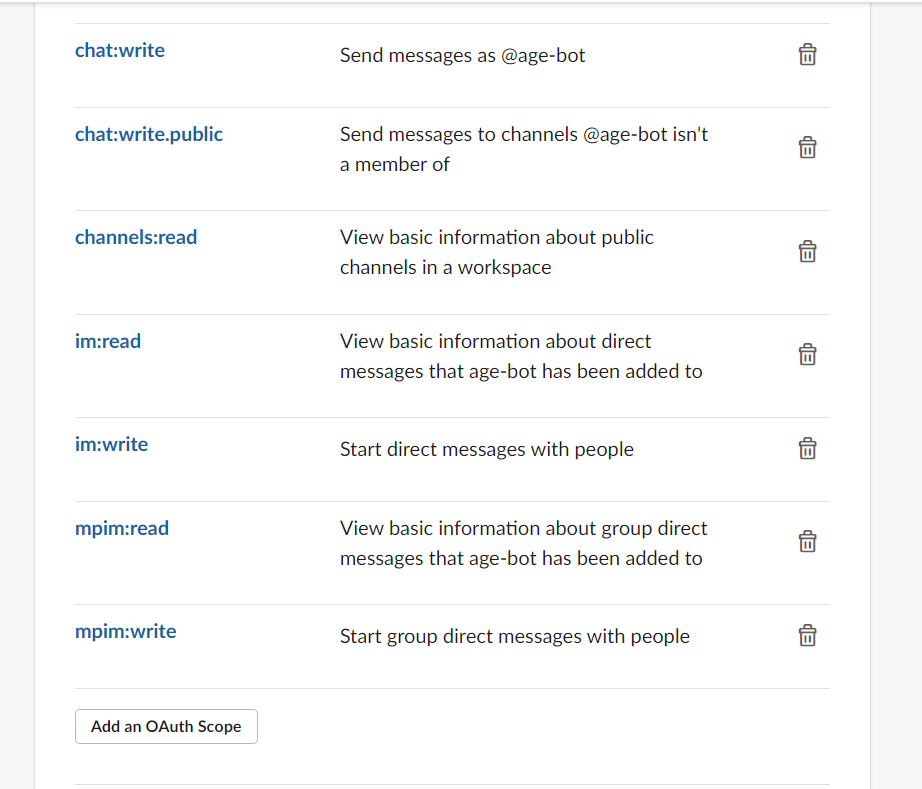 chat:write
Send messages as @age-bot
chat:write.public
Send messages to channels @age-bot isn't
a member of
channels:read
View basic information about public
channels in a workspace
im:read
View basic information about direct
messages that age-bot has been added to
im:write
Start direct messages with people
mpim:read
View basic information about group direct
messages that age-bot has been added to
mpim:write
Start group direct messages with people
Add an OAuth Scope